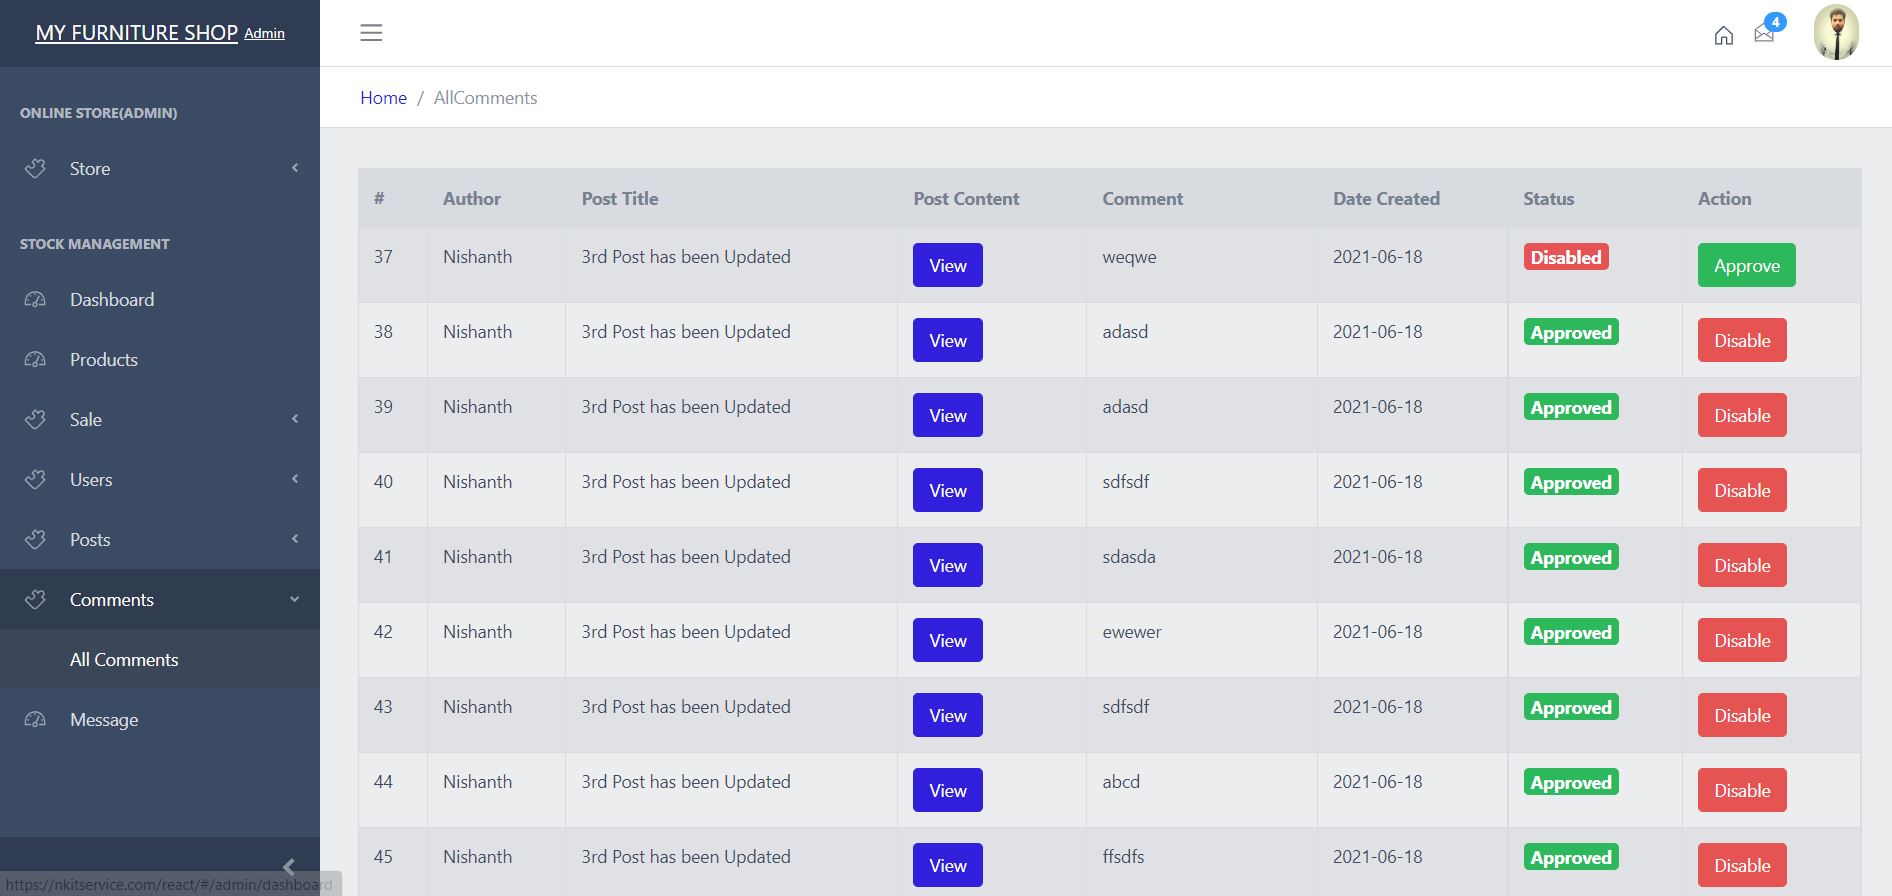 MY FURNITURE SHOP Admin
4
ONLINE STORE(ADMIN)
Store
STOCK MANAGEMENT
Dashboard
Products
Sale
Users
Posts
Comments
All Comments
Message
https://nkitservice.com/react/#/admin/dashboard
Home / AllComments
# Author Post Title Post Content Comment Date Created Status Action
37 Nishanth 3rd Post has been Updated View weqwe 2021-06-18 Disabled Approve
38 Nishanth 3rd Post has been Updated View adasd 2021-06-18 Approved Disable
39 Nishanth 3rd Post has been Updated View adasd 2021-06-18 Approved Disable
40 Nishanth 3rd Post has been Updated View sdfsdf 2021-06-18 Approved Disable
41 Nishanth 3rd Post has been Updated View sdasda 2021-06-18 Approved Disable
42 Nishanth 3rd Post has been Updated View ewewer 2021-06-18 Approved Disable
43 Nishanth 3rd Post has been Updated View sdfsdf 2021-06-18 Approved Disable
44 Nishanth 3rd Post has been Updated View abcd 2021-06-18 Approved Disable
45 Nishanth 3rd Post has been Updated View ffsdfs 2021-06-18 Approved Disable